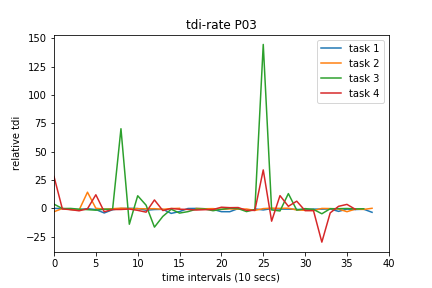 tdi-rate P03
150
125
100
75
50
25
0
−25
relative tdi
task 1
task 2
task 3
task 4
0 5 10 15 20 25 30 35 40
time intervals (10 secs)